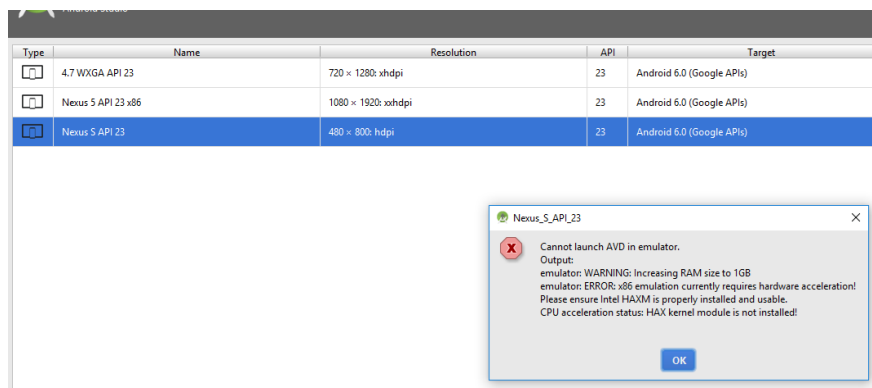 Android Studio
Type Name Resolution API Target
4.7 WXGA API 23 720 × 1280: xhdpi 23 Android 6.0 (Google APIs)
Nexus 5 API 23 x86 1080 × 1920: xxhdpi 23 Android 6.0 (Google APIs)
Nexus S API 23 480 × 800: hdpi 23 Android 6.0 (Google APIs)
Nexus_S_API_23
Cannot launch AVD in emulator.
Output:
emulator: WARNING: Increasing RAM size to 1GB
emulator: ERROR: x86 emulation currently requires hardware acceleration!
Please ensure Intel HAXM is properly installed and usable.
CPU acceleration status: HAX kernel module is not installed!
OK